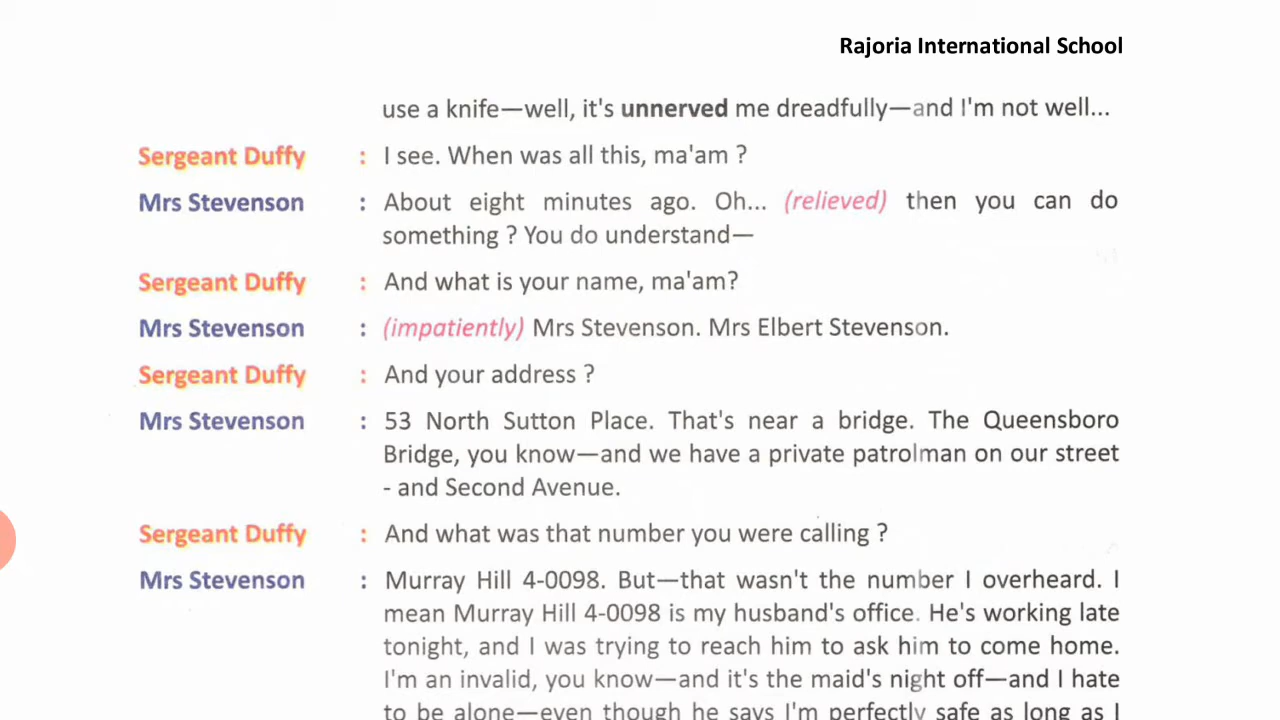 Rajoria International School
use a knife—well, it's unnerved me dreadfully—and I'm not well...
Sergeant Duffy : I see. When was all this, ma'am ?
Mrs Stevenson : About eight minutes ago. Oh... (relieved) then you can do
something ? You do understand—
Sergeant Duffy : And what is your name, ma'am?
Mrs Stevenson : (impatiently) Mrs Stevenson. Mrs Elbert Stevenson.
Sergeant Duffy : And your address ?
Mrs Stevenson : 53 North Sutton Place. That's near a bridge. The Queensboro
Bridge, you know—and we have a private patrolman on our street
- and Second Avenue.
Sergeant Duffy : And what was that number you were calling ?
Mrs Stevenson : Murray Hill 4-0098. But—that wasn't the number I overheard. I
mean Murray Hill 4-0098 is my husband's office. He's working late
tonight, and I was trying to reach him to ask him to come home.
I'm an invalid, you know—and it's the maid's night off—and I hate
to be alone—even though he says I'm perfectly safe as long as I